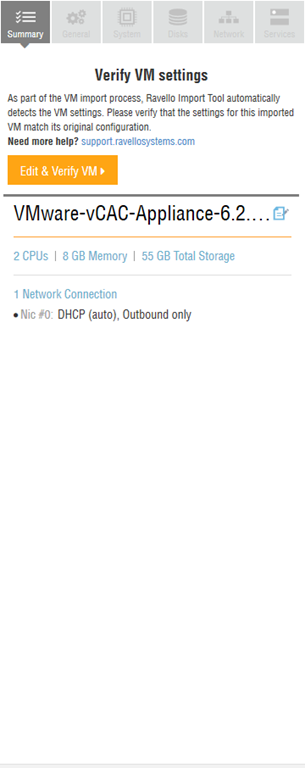 Summary General System Disks Network Services
Verify VM settings
As part of the VM import process, Ravello Import Tool automatically
detects the VM settings. Please verify that the settings for this imported
VM match its original configuration.
Need more help? support.ravellosystems.com
Edit & Verify VM
VMware-vCAC-Appliance-6.2....
2 CPUs | 8 GB Memory | 55 GB Total Storage
1 Network Connection
• Nic #0: DHCP (auto), Outbound only